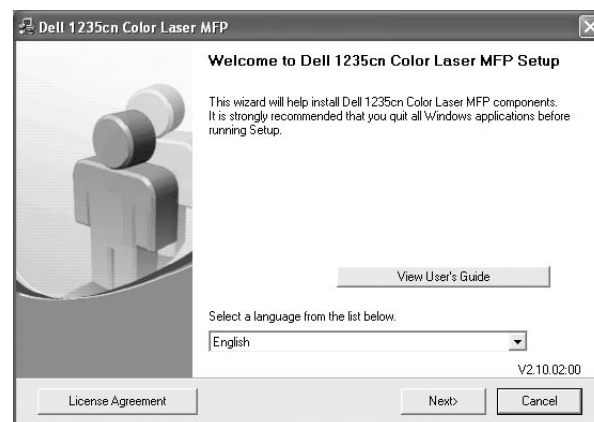 Dell 1235cn Color Laser MFP
Welcome to Dell 1235cn Color Laser MFP Setup
This wizard will help install Dell 1235cn Color Laser MFP components.
It is strongly recommended that you quit all Windows applications before
running Setup.
View User's Guide
Select a language from the list below.
English
V2.10.02:00
License Agreement
Next>
Cancel